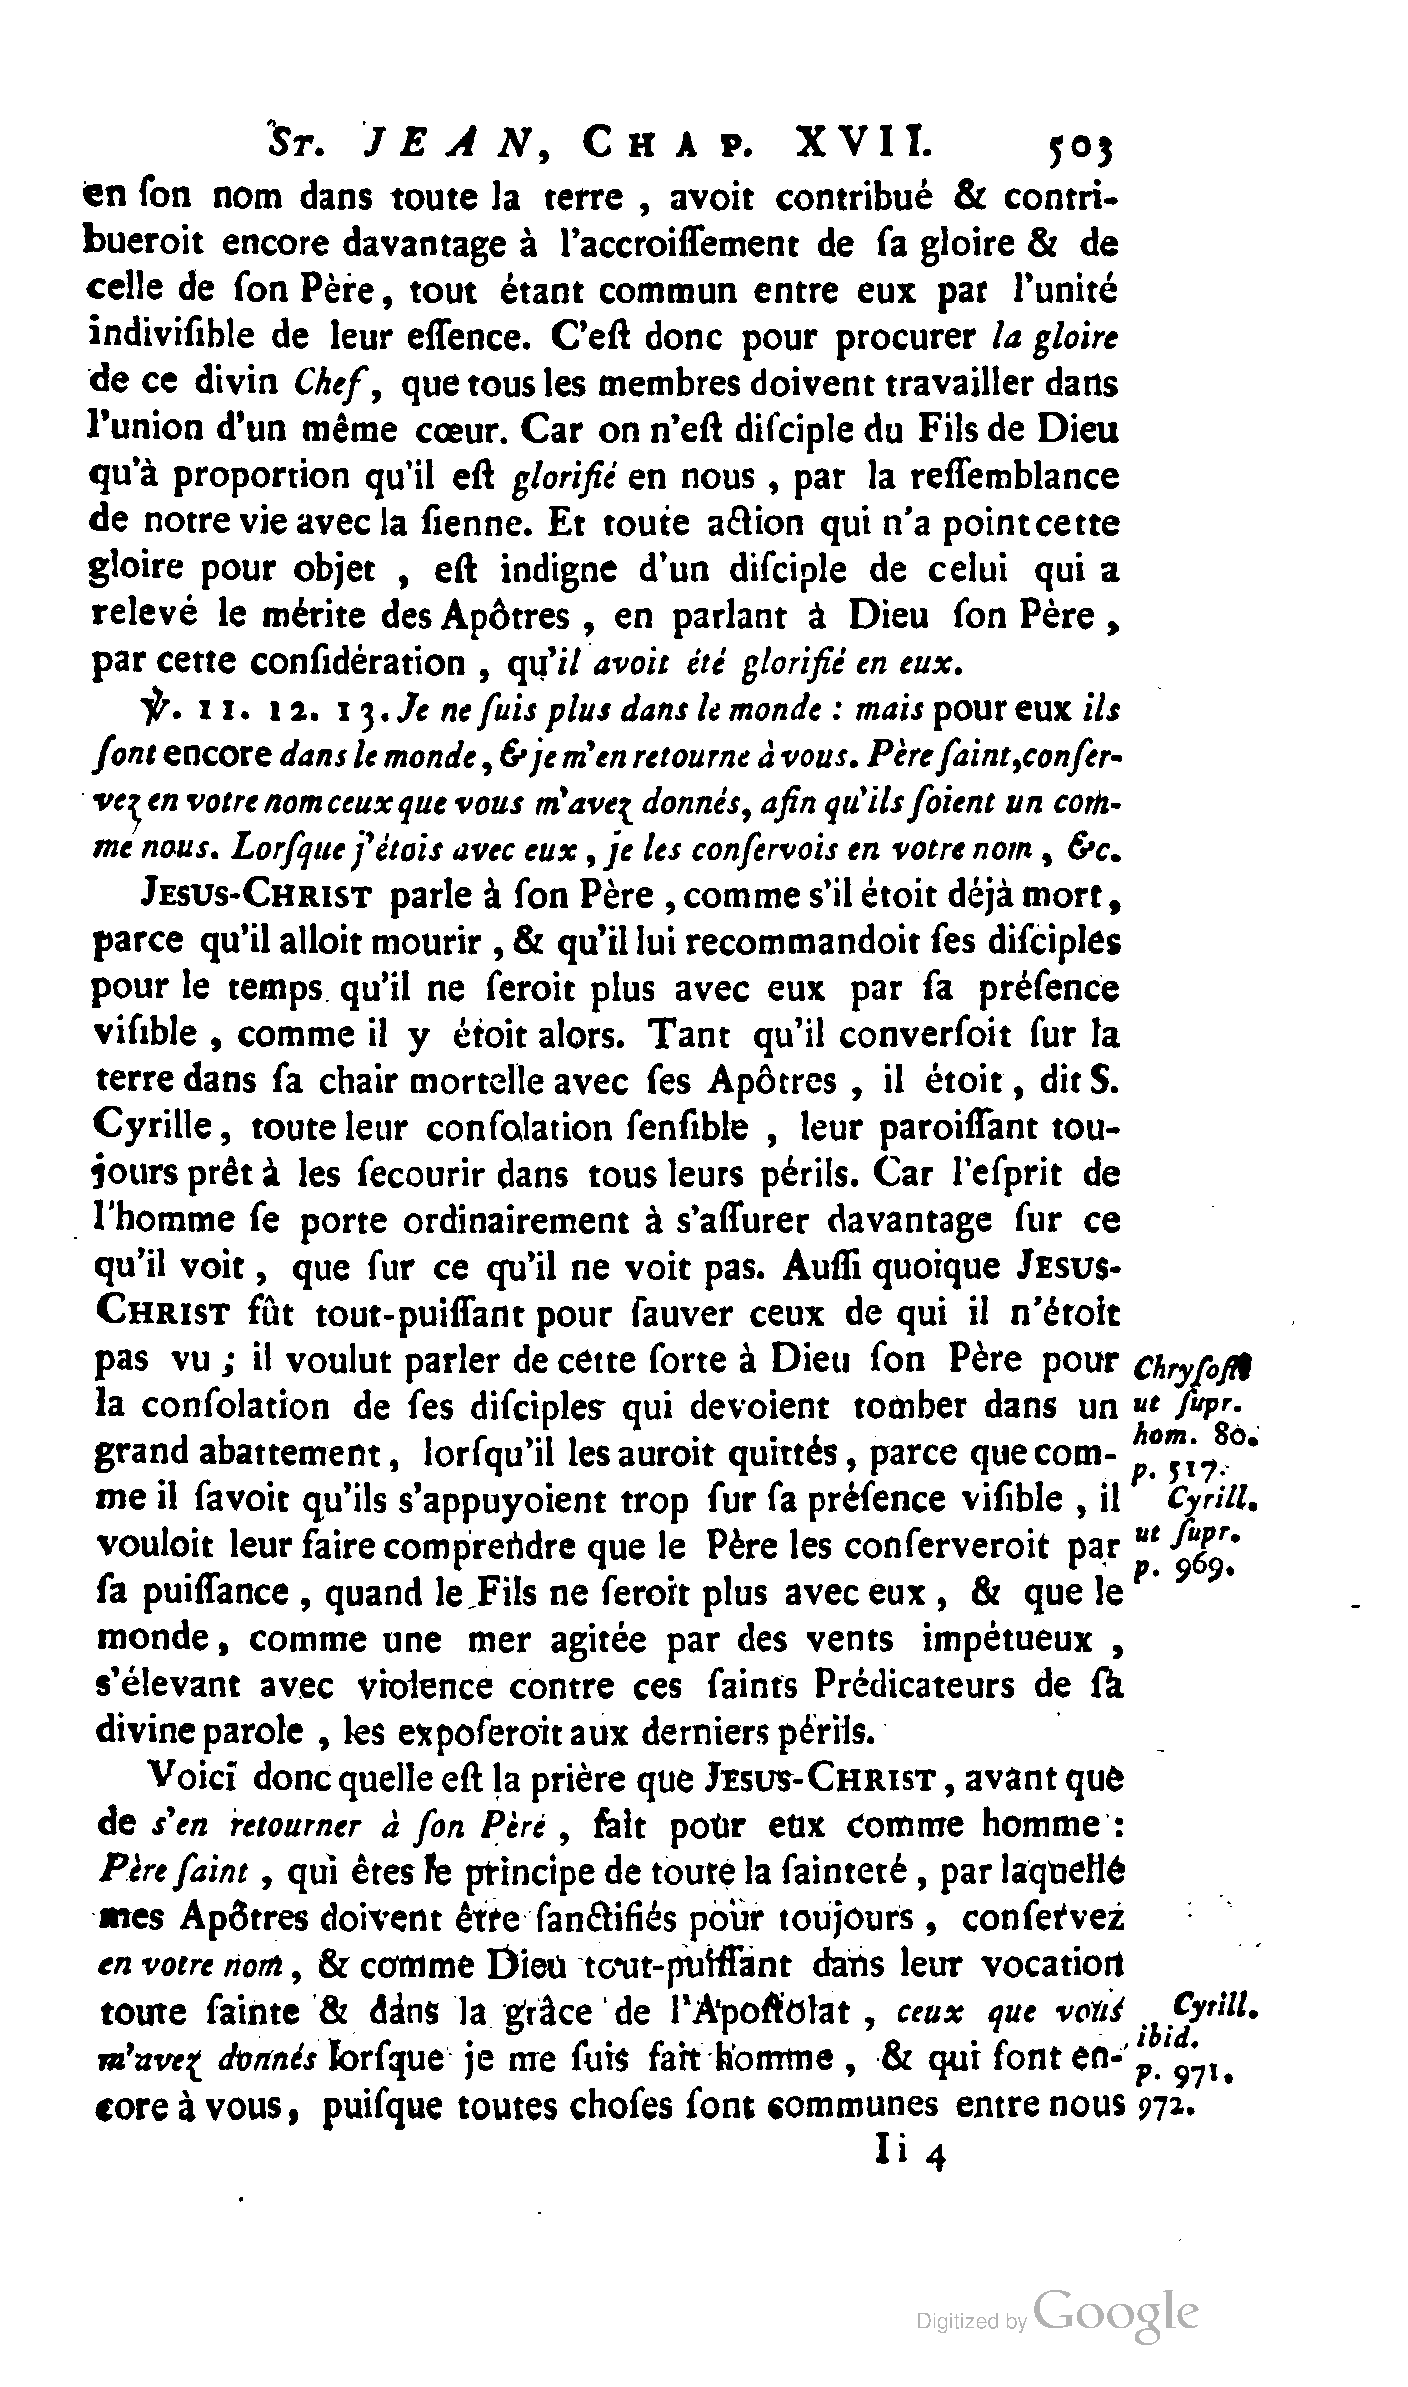 St. JEAN, CHAP. XVII. 503
en ſon nom dans toute la terre , avoit contribué & contri-
bueroit encore davantage à l'accroiſſement de ſa gloire & de
celle de ſon Père, tout étant commun entre eux par l'unité
indiviſible de leur eſſence. C'eſt donc pour procurer la gloire
de ce divin Chef, que tous les membres doivent travailler dans
l'union d'un même cœur. Car on n'eſt diſciple du Fils de Dieu
qu'à proportion qu'il eſt glorifié en nous , par la reſſemblance
de notre vie avec la ſienne. Et toute action qui n'a point cette
gloire pour objet , eſt indigne d'un diſciple de celui qui a
relevé le mérite des Apôtres , en parlant à Dieu ſon Père ,
par cette conſidération , qu'il avoit été glorifié en eux.
℣. 11. 12. 13. Je ne ſuis plus dans le monde : mais pour eux ils
ſont encore dans le monde, & je m'en retourne à vous. Père ſaint, conſer-
vez en votre nom ceux que vous m'avez donnés, afin qu'ils ſoient un com-
me nous. Lorſque j'étois avec eux , je les conſervois en votre nom , &c.
JESUS-CHRIST parle à ſon Père , comme s'il étoit déjà mort,
parce qu'il alloit mourir , & qu'il lui recommandoit ſes diſciples
pour le temps qu'il ne ſeroit plus avec eux par ſa préſence
viſible , comme il y étoit alors. Tant qu'il converſoit ſur la
terre dans ſa chair mortelle avec ſes Apôtres , il étoit , dit S.
Cyrille, toute leur conſolation ſenſible , leur paroiſſant tou-
jours prêt à les ſecourir dans tous leurs périls. Car l'eſprit de
l'homme ſe porte ordinairement à s'aſſurer davantage ſur ce
qu'il voit , que ſur ce qu'il ne voit pas. Auſſi quoique JESUS-
CHRIST fût tout-puiſſant pour ſauver ceux de qui il n'étoit
pas vu ; il voulut parler de cette ſorte à Dieu ſon Père pour
la conſolation de ſes diſciples qui devoient tomber dans un
grand abattement, lorſqu'il les auroit quittés, parce que com-
me il ſavoit qu'ils s'appuyoient trop ſur ſa préſence viſible , il
vouloit leur faire comprendre que le Père les conſerveroit par
ſa puiſſance , quand le Fils ne ſeroit plus avec eux , & que le
monde, comme une mer agitée par des vents impétueux ,
s'élevant avec violence contre ces ſaints Prédicateurs de ſa
divine parole , les expoſeroit aux derniers périls.
Chryſoſt
ut ſupr.
hom. 80.
p. 517.
Cyrill.
ut ſupr.
p. 969.
Voici donc quelle eſt la prière que JESUS-CHRIST , avant que
de s'en retourner à ſon Père , fait pour eux comme homme :
Père ſaint , qui êtes le principe de toute la ſainteté , par laquelle
mes Apôtres doivent être ſanctifiés pour toujours , conſervez
en votre nom , & comme Dieu tout-puiſſant dans leur vocation
toute ſainte & dans la grâce de l'Apoſtolat , ceux que vous
m'avez donnés lorſque je me ſuis fait homme , & qui ſont en-
core à vous, puiſque toutes choſes ſont communes entre nous
Cyrill.
ibid.
p. 971.
972.
Ii 4
Digitized by Google